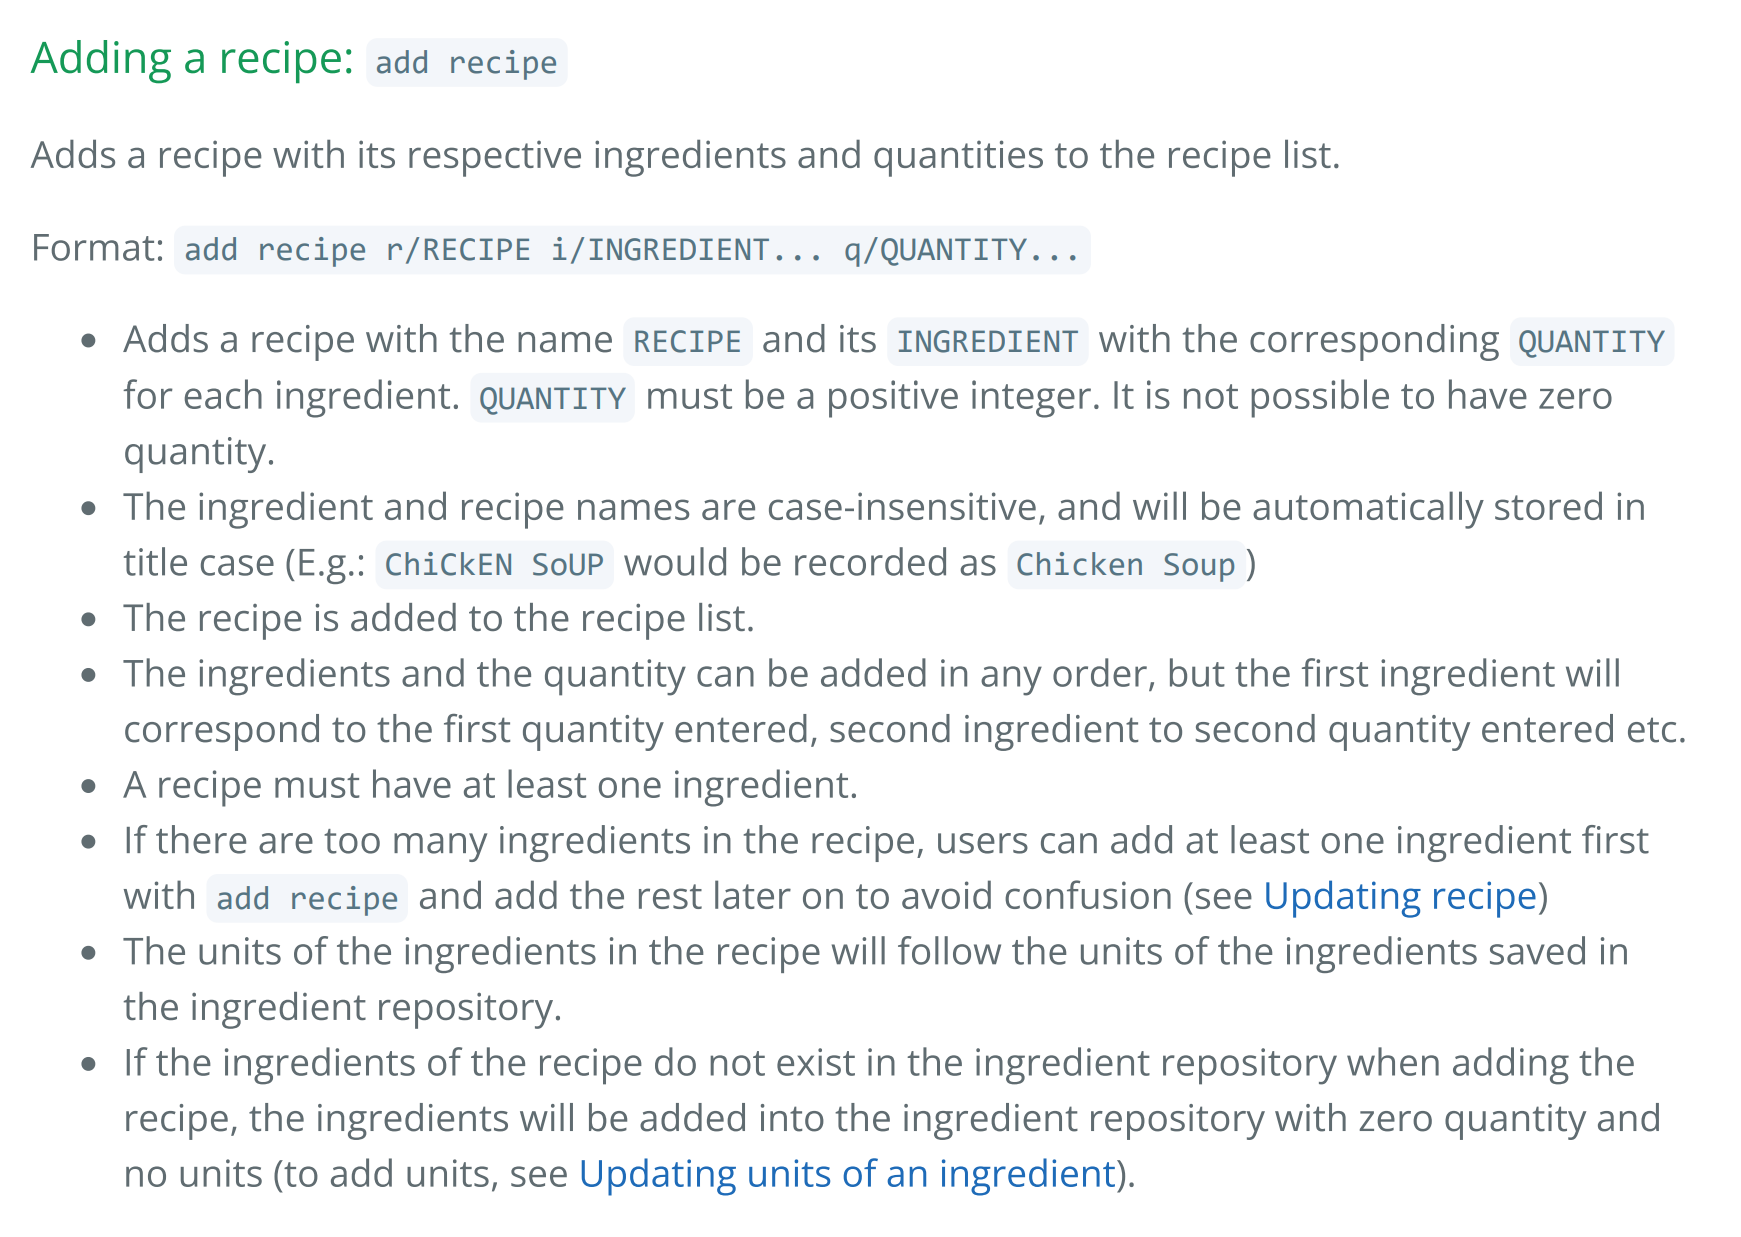 Adding a recipe: add recipe
Adds a recipe with its respective ingredients and quantities to the recipe list.
Format: add recipe r/RECIPE i/INGREDIENT... q/QUANTITY...
• Adds a recipe with the name RECIPE and its INGREDIENT with the corresponding QUANTITY
for each ingredient. QUANTITY must be a positive integer. It is not possible to have zero
quantity.
• The ingredient and recipe names are case-insensitive, and will be automatically stored in
title case (E.g.: ChiCkEN SoUP would be recorded as Chicken Soup)
• The recipe is added to the recipe list.
• The ingredients and the quantity can be added in any order, but the first ingredient will
correspond to the first quantity entered, second ingredient to second quantity entered etc.
• A recipe must have at least one ingredient.
• If there are too many ingredients in the recipe, users can add at least one ingredient first
with add recipe and add the rest later on to avoid confusion (see Updating recipe)
• The units of the ingredients in the recipe will follow the units of the ingredients saved in
the ingredient repository.
• If the ingredients of the recipe do not exist in the ingredient repository when adding the
recipe, the ingredients will be added into the ingredient repository with zero quantity and
no units (to add units, see Updating units of an ingredient).